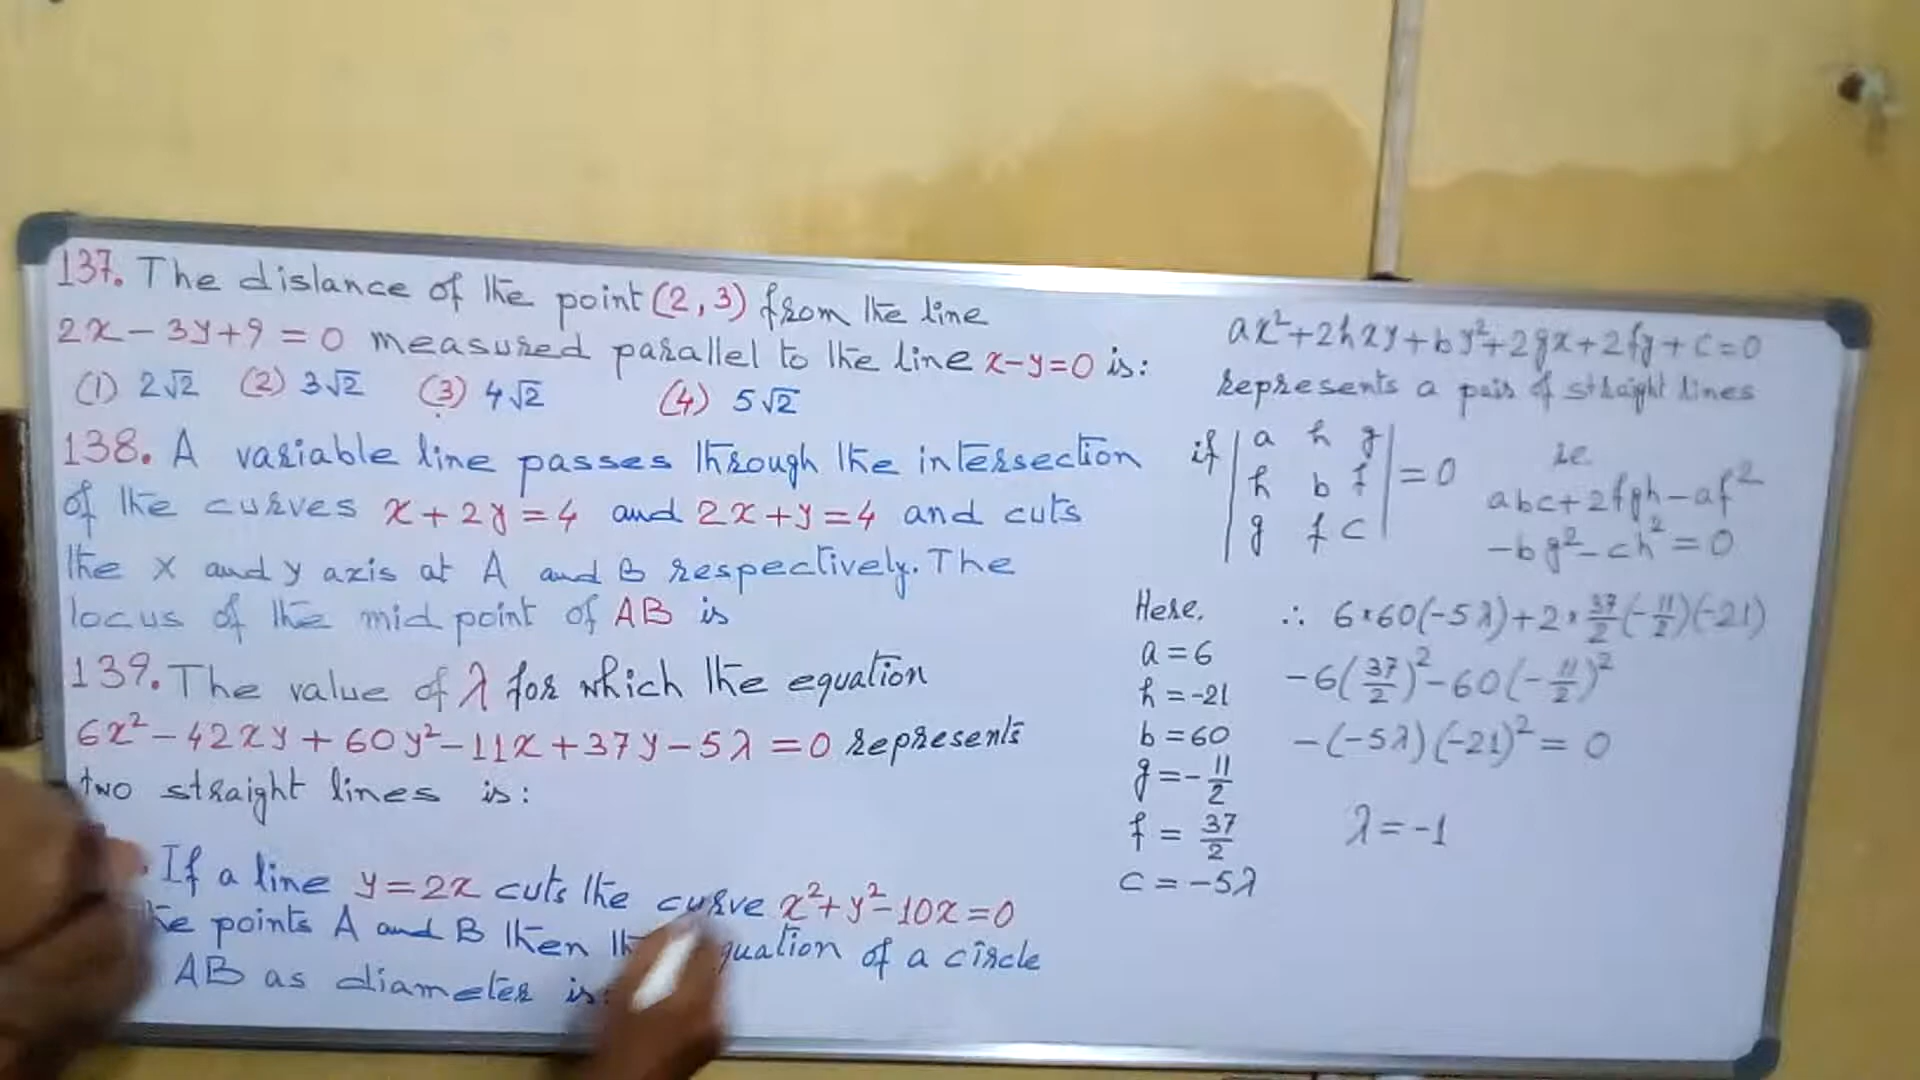 137. The distance of the point (2, 3) from the line
2x - 3y + 9 = 0 measured parallel to the line x-y=0 is:
(1) 2√2 (2) 3√2 (3) 4√2 (4) 5√2
138. A variable line passes through the intersection
of the curves x + 2y = 4 and 2x + y = 4 and cuts
the x and y axis at A and B respectively. The
locus of the mid point of AB is
139. The value of λ for which the equation
6x² - 42xy + 60y² - 11x + 37y - 5λ = 0 represents
two straight lines is:
If a line y = 2x cuts the curve x² + y² - 10x = 0
points A and B then of a circle
AB as diameter is:
ax² + 2hxy + by² + 2gx + 2fy + c = 0
represents a pair of straight lines
if | a h g |
| h b f | = 0
| g f c |
ie
abc + 2fgh - af²
- bg² - ch² = 0
Here,
a = 6
h = -21
b = 60
g = -11/2
f = 37/2
c = -5λ
∴ 6*60(-5λ) + 2*37/2(-11/2)(-21)
-6(37/2)² - 60(-11/2)²
-(-5λ)(-21)² = 0
λ = -1